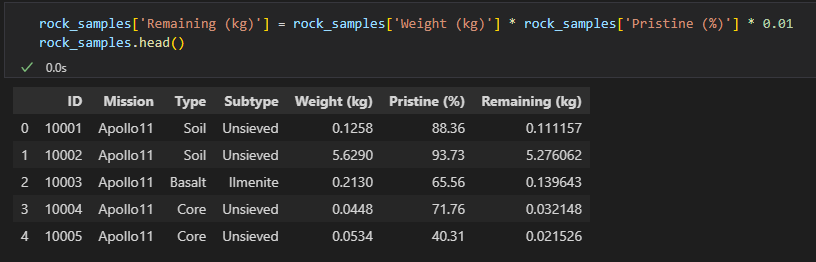 rock_samples['Remaining (kg)'] = rock_samples['Weight (kg)'] * rock_samples['Pristine (%)'] * 0.01
rock_samples.head()
0.0s
ID Mission Type Subtype Weight (kg) Pristine (%) Remaining (kg)
0 10001 Apollo11 Soil Unsieved 0.1258 88.36 0.111157
1 10002 Apollo11 Soil Unsieved 5.6290 93.73 5.276062
2 10003 Apollo11 Basalt Ilmenite 0.2130 65.56 0.139643
3 10004 Apollo11 Core Unsieved 0.0448 71.76 0.032148
4 10005 Apollo11 Core Unsieved 0.0534 40.31 0.021526